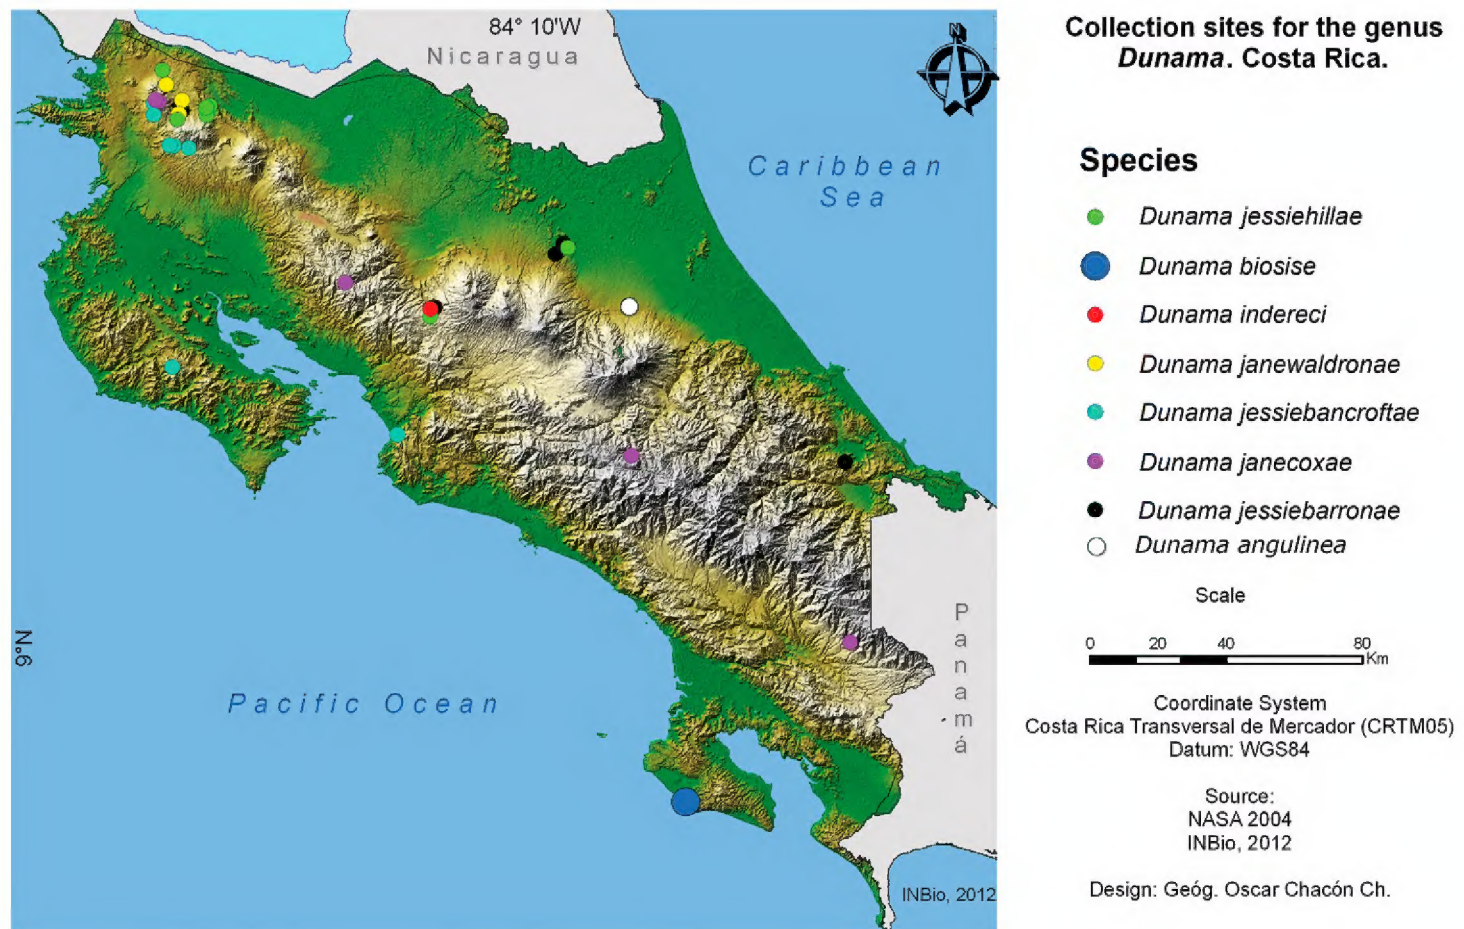 84° 10'W
Nicaragua
N
Caribbean
Sea
Pacific Ocean
Panamá
N°9
INBio, 2012
Collection sites for the genus
Dunama. Costa Rica.
Species
Dunama jessiehillae
Dunama biosise
Dunama indereci
Dunama janewaldronae
Dunama jessiebancroftae
Dunama janecoxae
Dunama jessiebarronae
Dunama angulinea
Scale
0 20 40 80
Km
Coordinate System
Costa Rica Transversal de Mercador (CRTM05)
Datum: WGS84
Source:
NASA 2004
INBio, 2012
Design: Geóg. Oscar Chacón Ch.